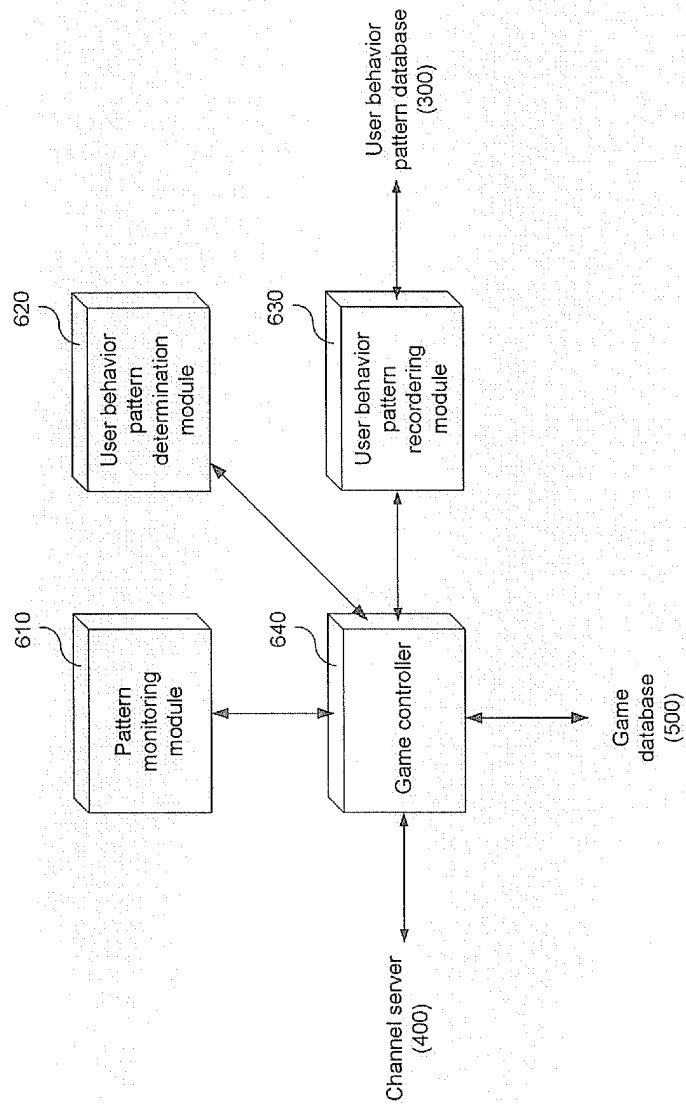 610
Pattern
monitoring
module
620
User behavior
pattern
determination
module
640
Game controller
630
User behavior
pattern
recordering
module
Channel server
(400)
Game
database
(500)
User behavior
pattern database
(300)